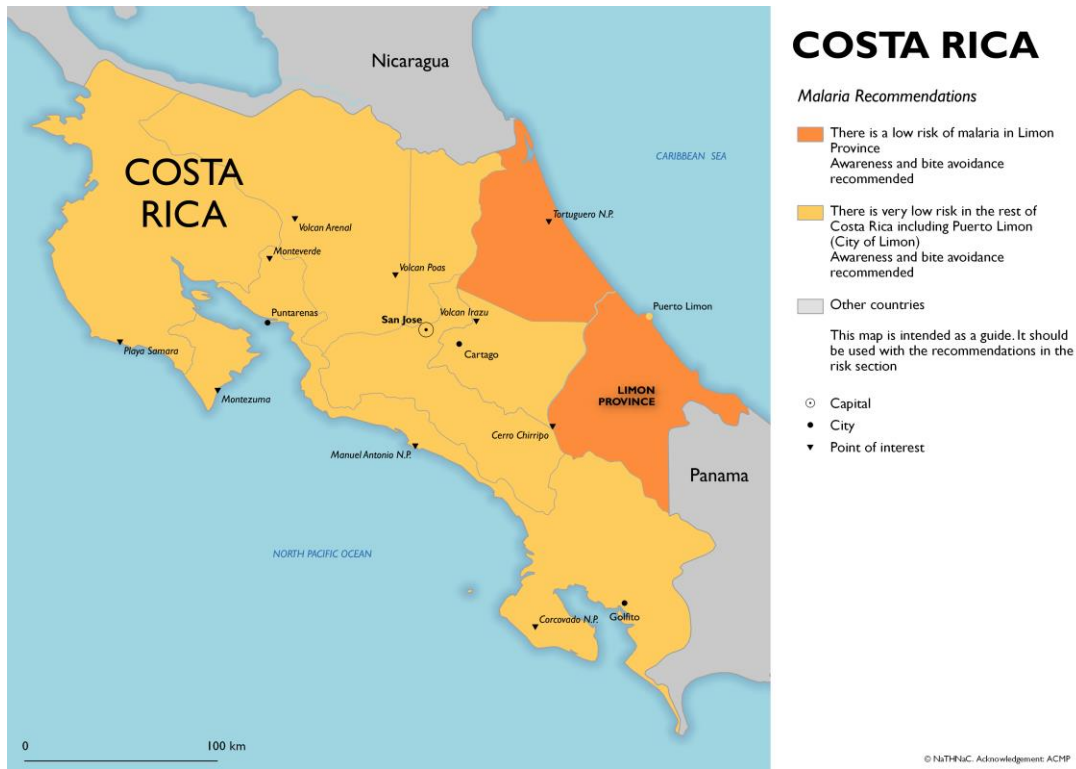 Nicaragua
COSTA
RICA
CARIBBEAN SEA
Tortuguero N.P.
Volcan Arenal
Monteverde
Volcan Poas
Puntarenas
San Jose
Volcan Irazu
Puerto Limon
Cartago
Playa Samara
Montezuma
LIMON
PROVINCE
Cerro Chirripo
Manuel Antonio N.P.
Panama
NORTH PACIFIC OCEAN
Corcovado N.P.
Golfito
0 100 km
COSTA RICA
Malaria Recommendations
There is a low risk of malaria in Limon
Province
Awareness and bite avoidance
recommended
There is very low risk in the rest of
Costa Rica including Puerto Limon
(City of Limon)
Awareness and bite avoidance
recommended
Other countries
This map is intended as a guide. It should
be used with the recommendations in the
risk section
Capital
City
Point of interest
© NaTHNaC. Acknowledgement: ACMP